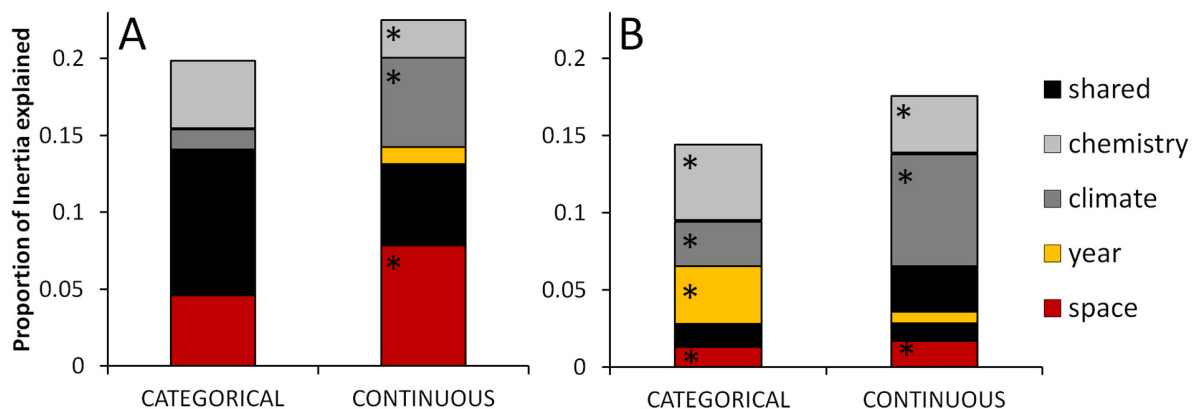 Proportion of Inertia explained
A
0.2
0.15
0.1
0.05
0
*
*
*
CATEGORICAL
CONTINUOUS
B
0.2
0.15
0.1
0.05
0
*
*
*
*
*
*
*
CATEGORICAL
CONTINUOUS
shared
chemistry
climate
year
space